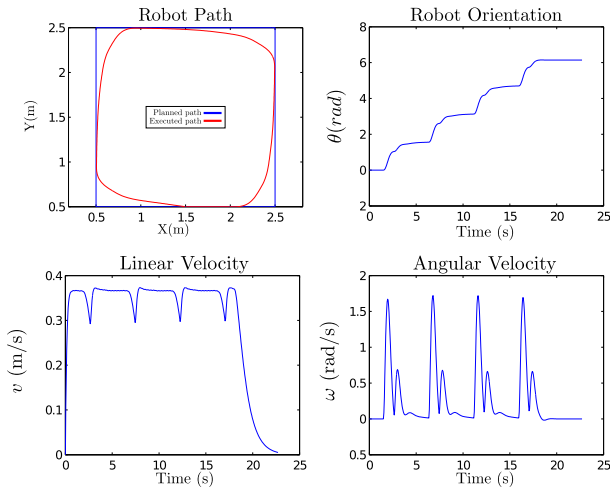 Robot Path
2.5
2
1.5
1
0.5
0.5 1 1.5 2 2.5 3
Y(m)
X(m)
Planned path
Executed path
Robot Orientation
8
6
4
2
0
-2
0 5 10 15 20 25
θ(rad)
Time (s)
Linear Velocity
0.4
0.3
0.2
0.1
0
0 5 10 15 20 25
v (m/s)
Time (s)
Angular Velocity
2
1.5
1
0.5
0
-0.5
0 5 10 15 20 25
ω (rad/s)
Time (s)